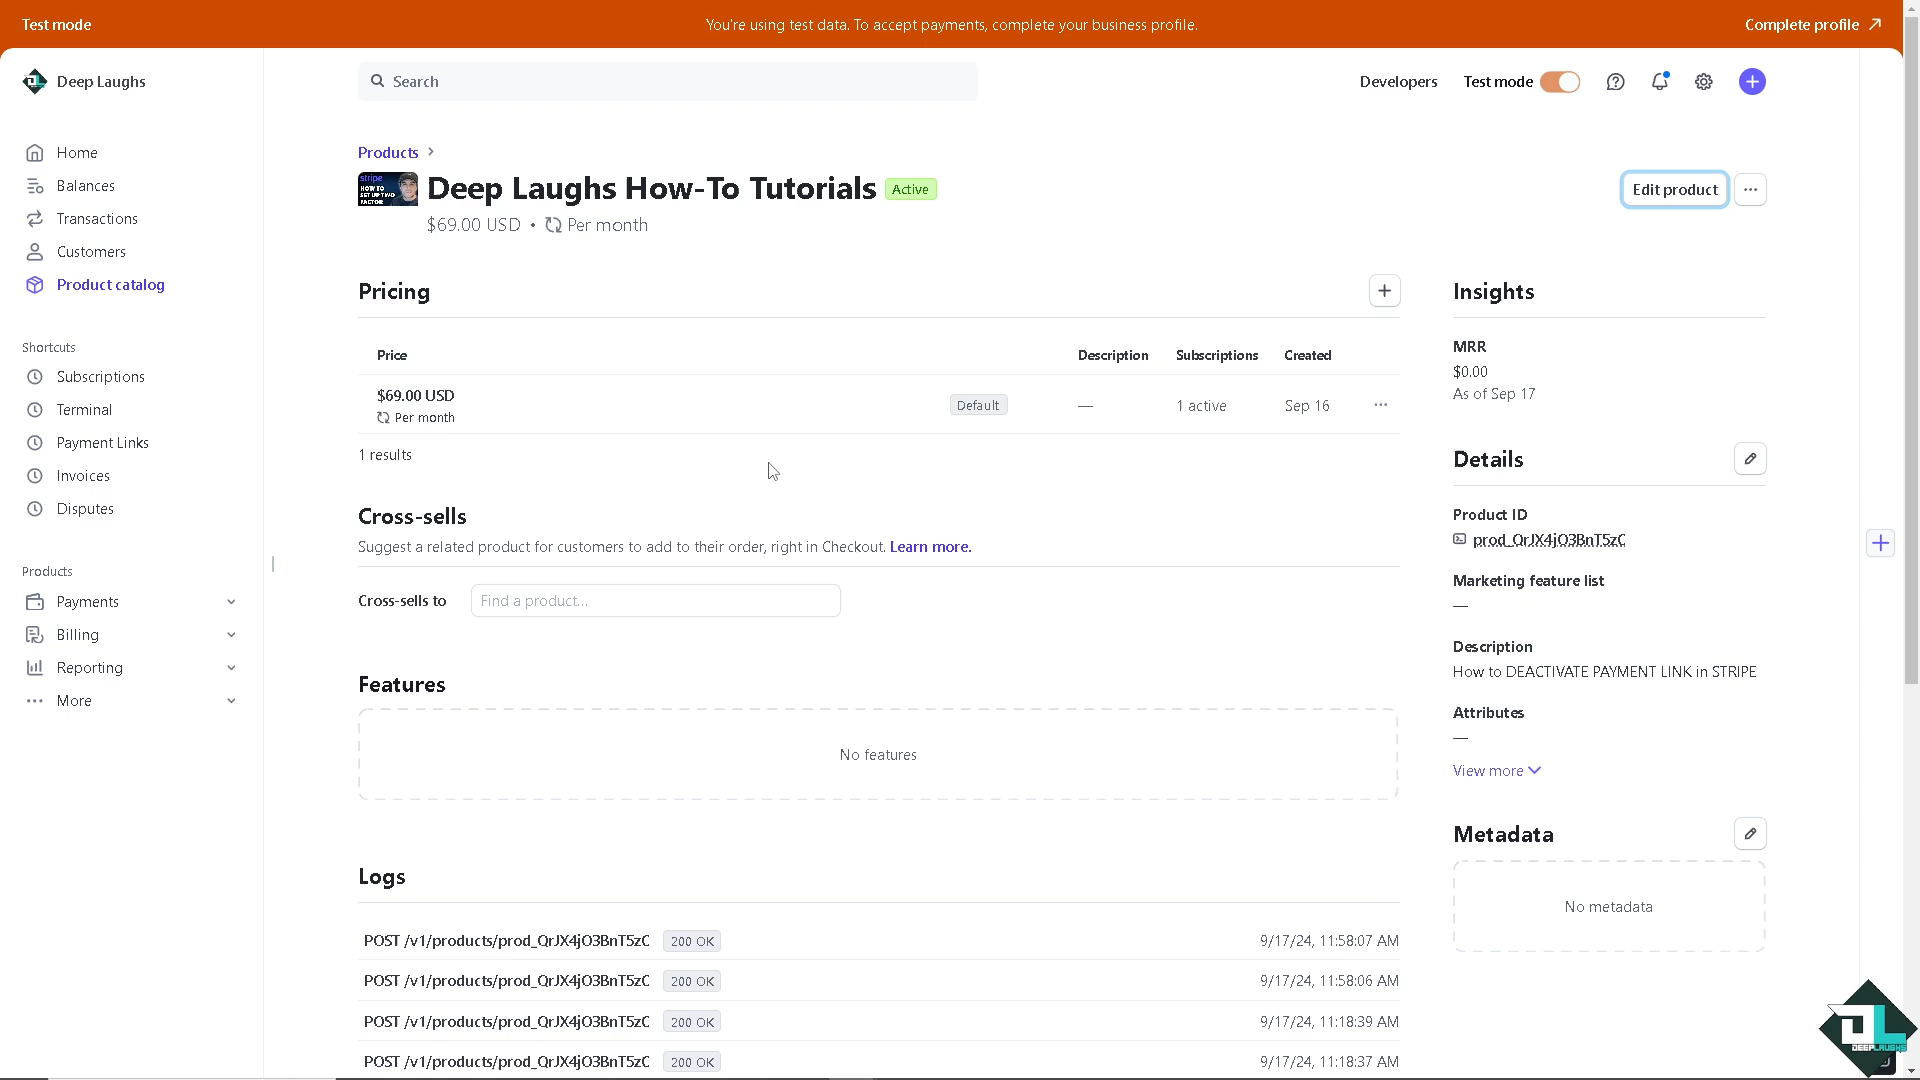 Test mode
You're using test data. To accept payments, complete your business profile.
Complete profile
Deep Laughs
Search
Developers
Test mode
Home
Balances
Transactions
Customers
Product catalog
Shortcuts
Subscriptions
Terminal
Payment Links
Invoices
Disputes
Products
Payments
Billing
Reporting
More
Products
stripe
HOW TO
SET UP TWO
FACTOR
Deep Laughs How-To Tutorials
Active
$69.00 USD • Per month
Edit product
Pricing
Price
Description
Subscriptions
Created
$69.00 USD
Per month
Default
—
1 active
Sep 16
1 results
Cross-sells
Suggest a related product for customers to add to their order, right in Checkout. Learn more.
Cross-sells to
Find a product...
Features
No features
Logs
POST /v1/products/prod_QrJX4jO3BnT5zC 200 OK 9/17/24, 11:58:07 AM
POST /v1/products/prod_QrJX4jO3BnT5zC 200 OK 9/17/24, 11:58:06 AM
POST /v1/products/prod_QrJX4jO3BnT5zC 200 OK 9/17/24, 11:18:39 AM
POST /v1/products/prod_QrJX4jO3BnT5zC 200 OK 9/17/24, 11:18:37 AM
Insights
MRR
$0.00
As of Sep 17
Details
Product ID
prod_QrJX4jO3BnT5zC
Marketing feature list
—
Description
How to DEACTIVATE PAYMENT LINK in STRIPE
Attributes
—
View more
Metadata
No metadata
DL
DEEPLAUGHS